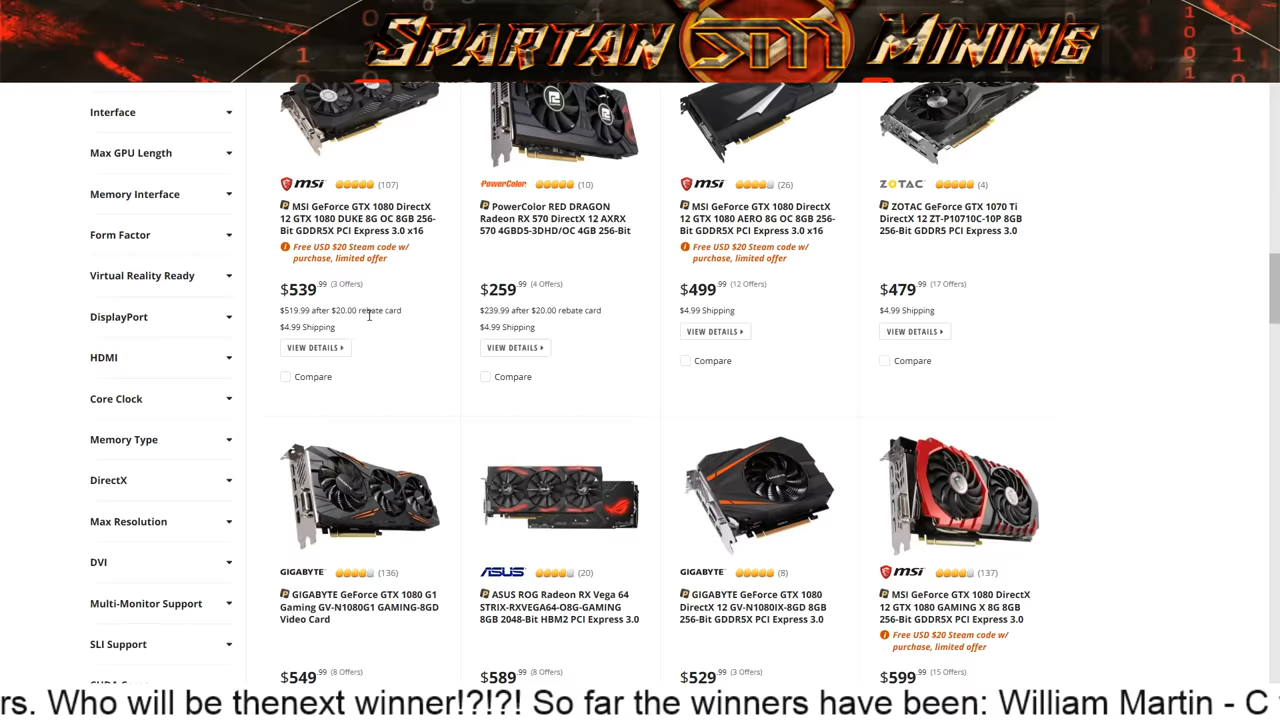 SPARTAN SM MINING
Interface
Max GPU Length
Memory Interface
Form Factor
Virtual Reality Ready
DisplayPort
HDMI
Core Clock
Memory Type
DirectX
Max Resolution
DVI
Multi-Monitor Support
SLI Support
msi (107)
MSI GeForce GTX 1080 DirectX
12 GTX 1080 DUKE 8G OC 8GB 256-
Bit GDDR5X PCI Express 3.0 x16
Free USD $20 Steam code w/
purchase, limited offer
$539.99 (3 Offers)
$519.99 after $20.00 rebate card
$4.99 Shipping
VIEW DETAILS
Compare
PowerColor (10)
PowerColor RED DRAGON
Radeon RX 570 DirectX 12 AXRX
570 4GBD5-3DHD/OC 4GB 256-Bit
$259.99 (4 Offers)
$239.99 after $20.00 rebate card
$4.99 Shipping
VIEW DETAILS
Compare
msi (26)
MSI GeForce GTX 1080 DirectX
12 GTX 1080 AERO 8G OC 8GB 256-
Bit GDDR5X PCI Express 3.0 x16
Free USD $20 Steam code w/
purchase, limited offer
$499.99 (12 Offers)
$4.99 Shipping
VIEW DETAILS
Compare
ZOTAC (4)
ZOTAC GeForce GTX 1070 Ti
DirectX 12 ZT-P10710C-10P 8GB
256-Bit GDDR5 PCI Express 3.0
$479.99 (17 Offers)
$4.99 Shipping
VIEW DETAILS
Compare
GIGABYTE (136)
GIGABYTE GeForce GTX 1080 G1
Gaming GV-N1080G1 GAMING-8GD
Video Card
$549.99 (8 Offers)
ASUS (20)
ASUS ROG Radeon RX Vega 64
STRIX-RXVEGA64-O8G-GAMING
8GB 2048-Bit HBM2 PCI Express 3.0
$589.99 (8 Offers)
GIGABYTE (8)
GIGABYTE GeForce GTX 1080
DirectX 12 GV-N1080IX-8GD 8GB
256-Bit GDDR5X PCI Express 3.0
$529.99 (3 Offers)
msi (137)
MSI GeForce GTX 1080 DirectX
12 GTX 1080 GAMING X 8G 8GB
256-Bit GDDR5X PCI Express 3.0
Free USD $20 Steam code w/
purchase, limited offer
$599.99 (15 Offers)
rs. Who will be thenext winner!?!?! So far the winners have been: William Martin - C